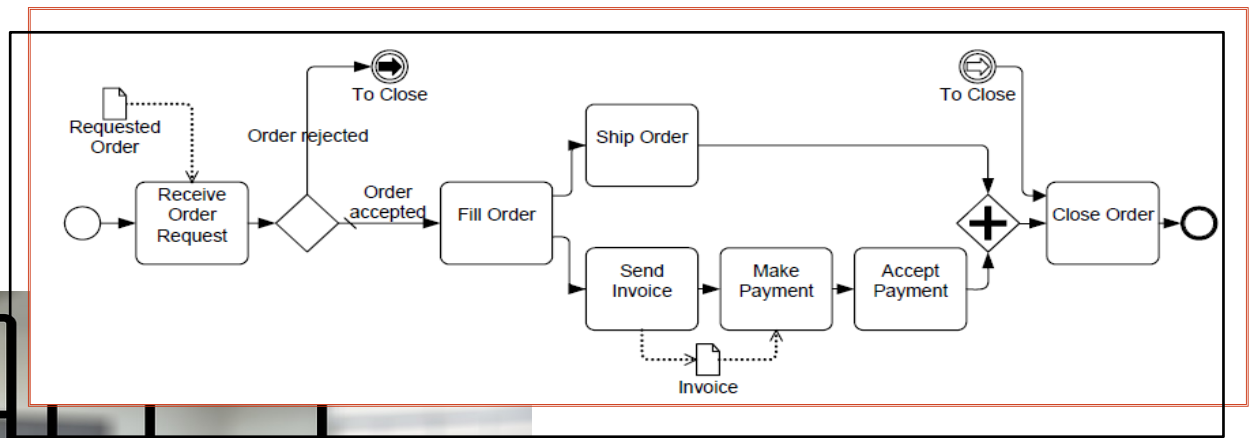 To Close
To Close
Requested
Order
Order rejected
Ship Order
Receive
Order
Request
Order
accepted
Fill Order
Close Order
Send
Invoice
Make
Payment
Accept
Payment
Invoice